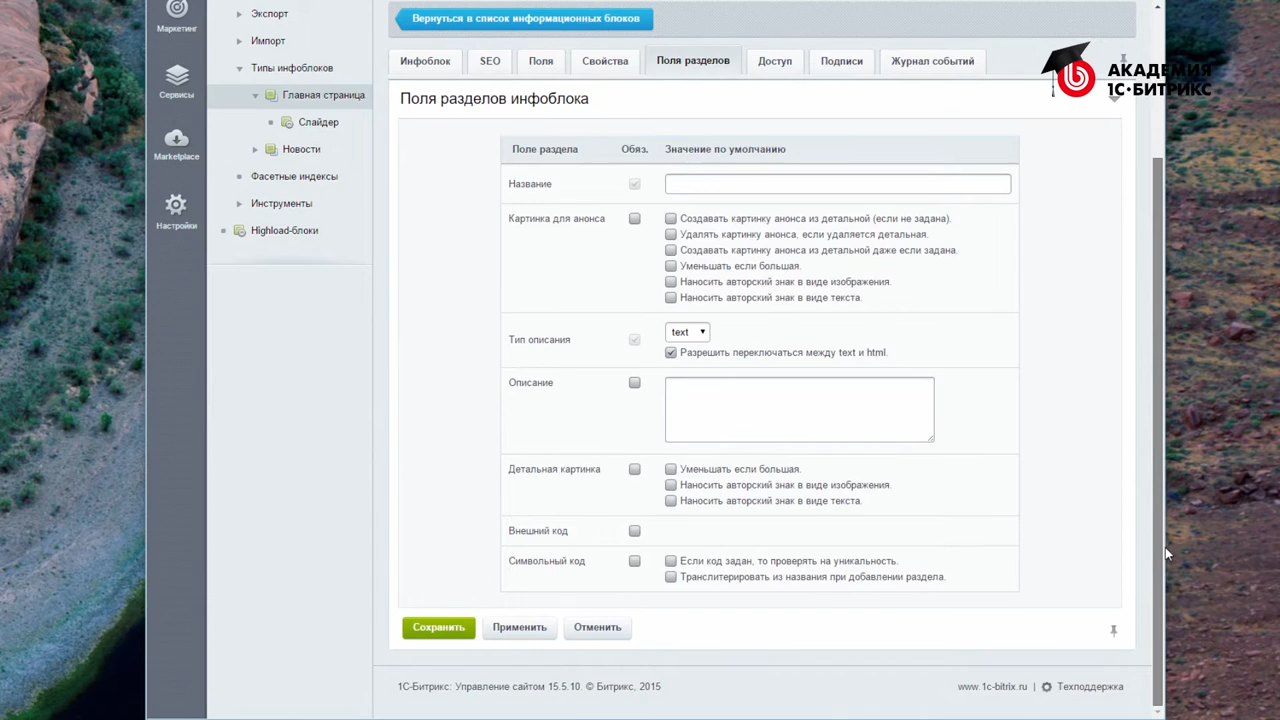 Маркетинг
Сервисы
Marketplace
Настройки
Экспорт
Импорт
Типы инфоблоков
Главная страница
Слайдер
Новости
Фасетные индексы
Инструменты
Highload-блоки
Вернуться в список информационных блоков
Инфоблок SEO Поля Свойства Поля разделов Доступ Подписи Журнал событий
АКАДЕМИЯ
1С·БИТРИКС
Поля разделов инфоблока
Поле раздела Обяз. Значение по умолчанию
Название
Картинка для анонса
Создавать картинку анонса из детальной (если не задана).
Удалять картинку анонса, если удаляется детальная.
Создавать картинку анонса из детальной даже если задана.
Уменьшать если большая.
Наносить авторский знак в виде изображения.
Наносить авторский знак в виде текста.
Тип описания
text
Разрешить переключаться между text и html.
Описание
Детальная картинка
Уменьшать если большая.
Наносить авторский знак в виде изображения.
Наносить авторский знак в виде текста.
Внешний код
Символьный код
Если код задан, то проверять на уникальность.
Транслитерировать из названия при добавлении раздела.
Сохранить Применить Отменить
1С-Битрикс: Управление сайтом 15.5.10. © Битрикс, 2015
www.1c-bitrix.ru | Техподдержка